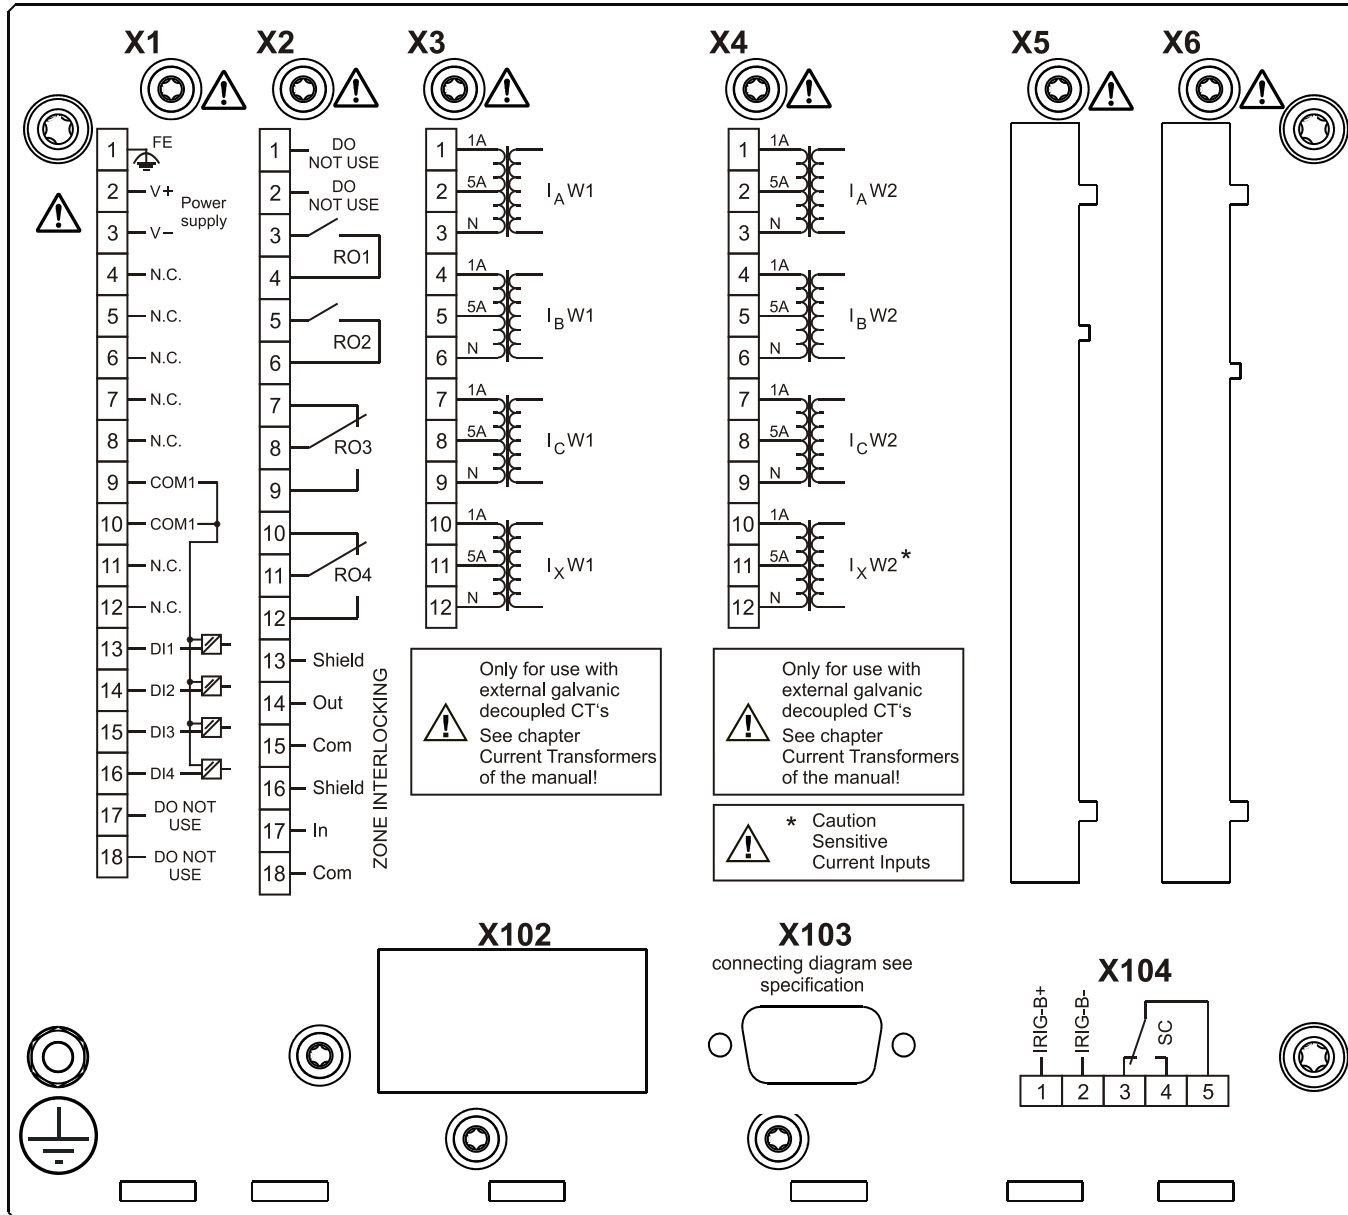 X1
X2
X3
X4
X5
X6
1 FE
2 V+
Power
supply
3 V–
4 N.C.
5 N.C.
6 N.C.
7 N.C.
8 N.C.
9 COM1
10 COM1
11 N.C.
12 N.C.
13 DI1
14 DI2
15 DI3
16 DI4
17 DO NOT
USE
18 DO NOT
USE
1 DO
NOT USE
2 DO
NOT USE
3
RO1
4
5
RO2
6
7
8 RO3
9
10
11 RO4
12
13 Shield
14 Out
15 Com
16 Shield
17 In
18 Com
ZONE INTERLOCKING
1 1A
2 5A IA W1
3 N
4 1A
5 5A IB W1
6 N
7 1A
8 5A IC W1
9 N
10 1A
11 5A IX W1
12 N
Only for use with
external galvanic
decoupled CT‘s
See chapter
Current Transformers
of the manual!
1 1A
2 5A IA W2
3 N
4 1A
5 5A IB W2
6 N
7 1A
8 5A IC W2
9 N
10 1A
11 5A IX W2 *
12 N
Only for use with
external galvanic
decoupled CT‘s
See chapter
Current Transformers
of the manual!
* Caution
Sensitive
Current Inputs
X102
X103
connecting diagram see
specification
X104
IRIG-B+
IRIG-B-
SC
1 2 3 4 5